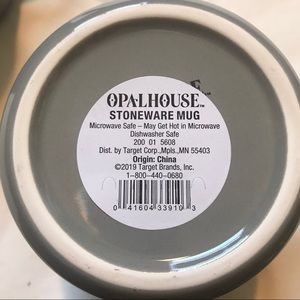 OPALHOUSE™
STONEWARE MUG
Microwave Safe – May Get Hot in Microwave
Dishwasher Safe
200 01 5608
Dist. by Target Corp.,Mpls.,MN 55403
Origin: China
©2019 Target Brands, Inc.
1-800-440-0680
0 41604 33910 3